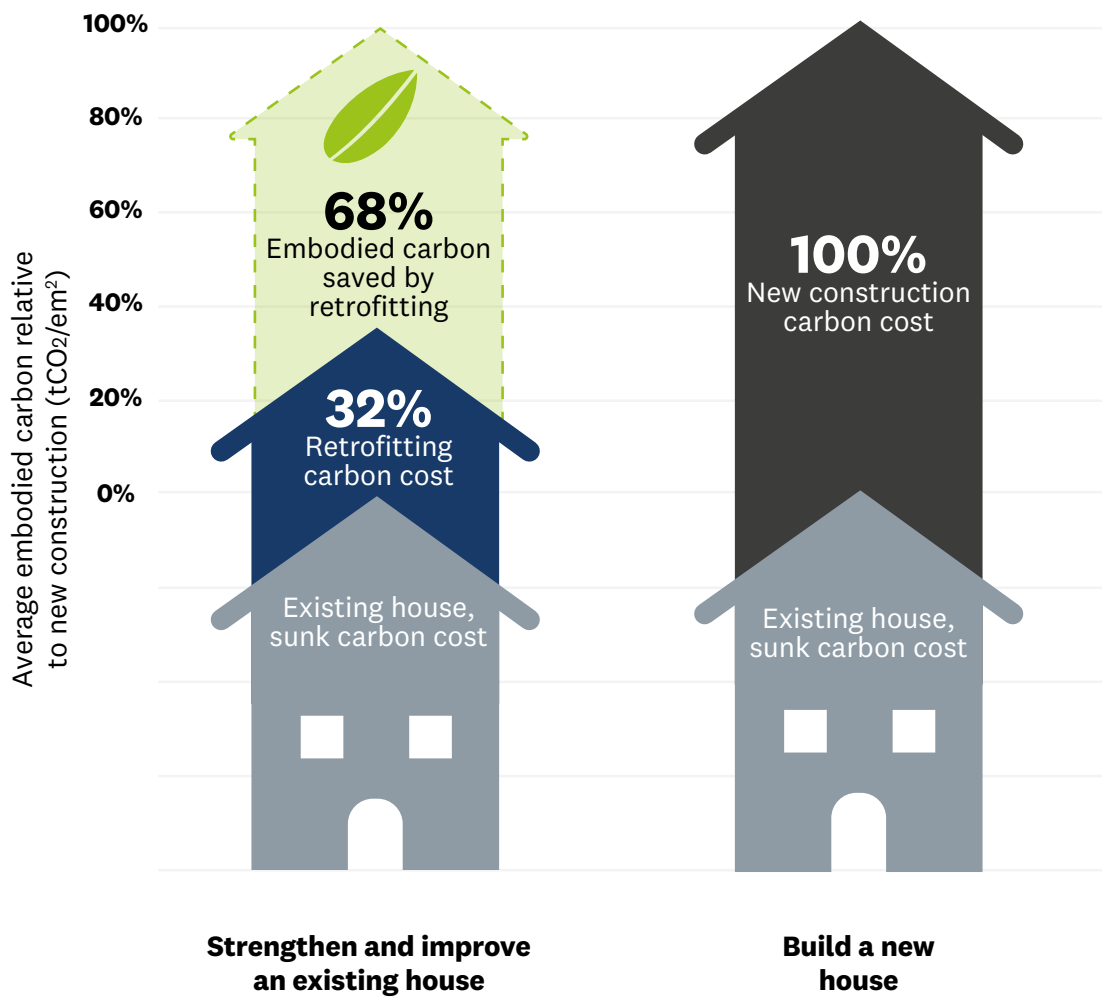 100%
80%
60%
40%
20%
0%
Average embodied carbon relative
to new construction (tCO2/em²)
68%
Embodied carbon
saved by
retrofitting
32%
Retrofitting
carbon cost
Existing house,
sunk carbon cost
100%
New construction
carbon cost
Existing house,
sunk carbon cost
Strengthen and improve
an existing house
Build a new
house